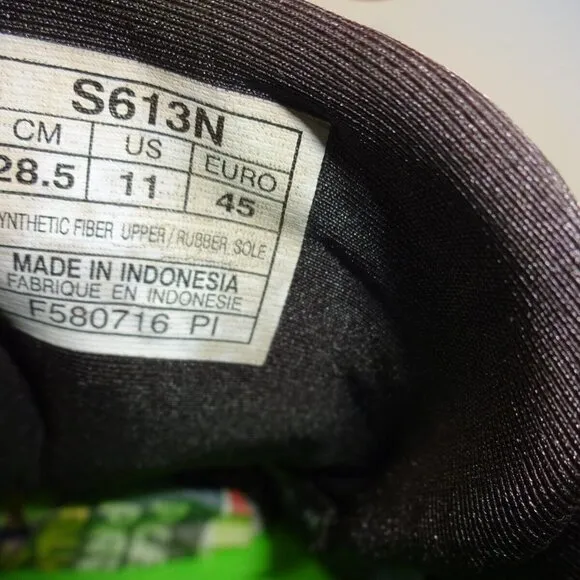 S613N
CM US EURO
28.5 11 45
YNTHETIC FIBER UPPER/RUBBER SOLE
MADE IN INDONESIA
FABRIQUE EN INDONESIE
F580716 PI